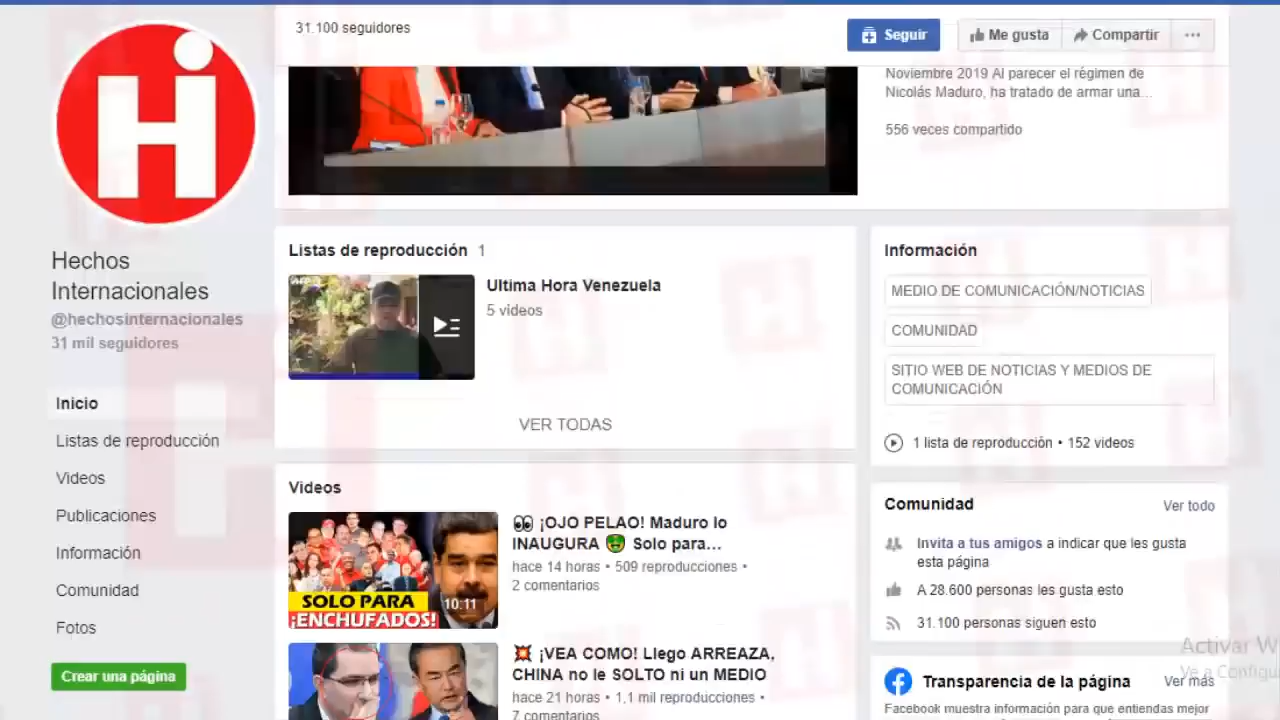 31.100 seguidores
Seguir
Me gusta
Compartir
Noviembre 2019 Al parecer el régimen de
Nicolás Maduro, ha tratado de armar una...
556 veces compartido
Hi
Hechos
Internacionales
@hechosinternacionales
31 mil seguidores
Inicio
Listas de reproducción
Videos
Publicaciones
Información
Comunidad
Fotos
Crear una página
Listas de reproducción 1
Ultima Hora Venezuela
5 videos
VER TODAS
Videos
SOLO PARA
¡ENCHUFADOS!
10:11
👀 ¡OJO PELAO! Maduro lo
INAUGURA 🤑 Solo para...
hace 14 horas • 509 reproducciones •
2 comentarios
💥 ¡VEA COMO! Llego ARREAZA,
CHINA no le SOLTO ni un MEDIO
hace 21 horas • 1,1 mil reproducciones •
7 comentarios
Información
MEDIO DE COMUNICACIÓN/NOTICIAS
COMUNIDAD
SITIO WEB DE NOTICIAS Y MEDIOS DE
COMUNICACIÓN
1 lista de reproducción • 152 videos
Comunidad
Ver todo
Invita a tus amigos a indicar que les gusta
esta página
A 28.600 personas les gusta esto
31.100 personas siguen esto
Activar W
Ve a Configu
Transparencia de la página
Ver más
Facebook muestra información para que entiendas mejor